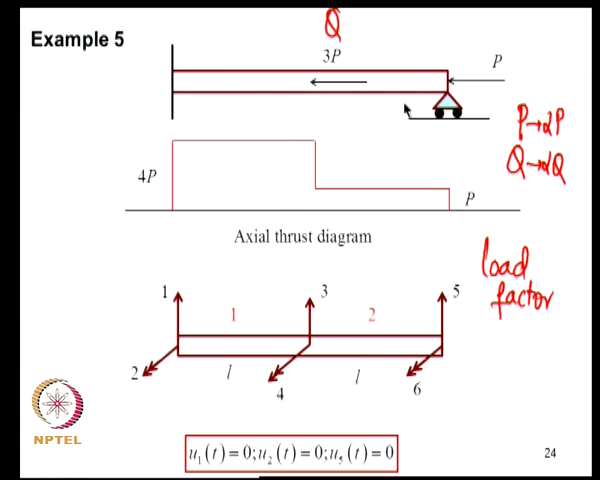 Example 5
Q
3P
P
P→αP
Q→αQ
4P
P
Axial thrust diagram
load
factor
1
3
5
1
2
2
l
4
l
6
NPTEL
u₁(t) = 0; u₂(t) = 0; u₅(t) = 0
24